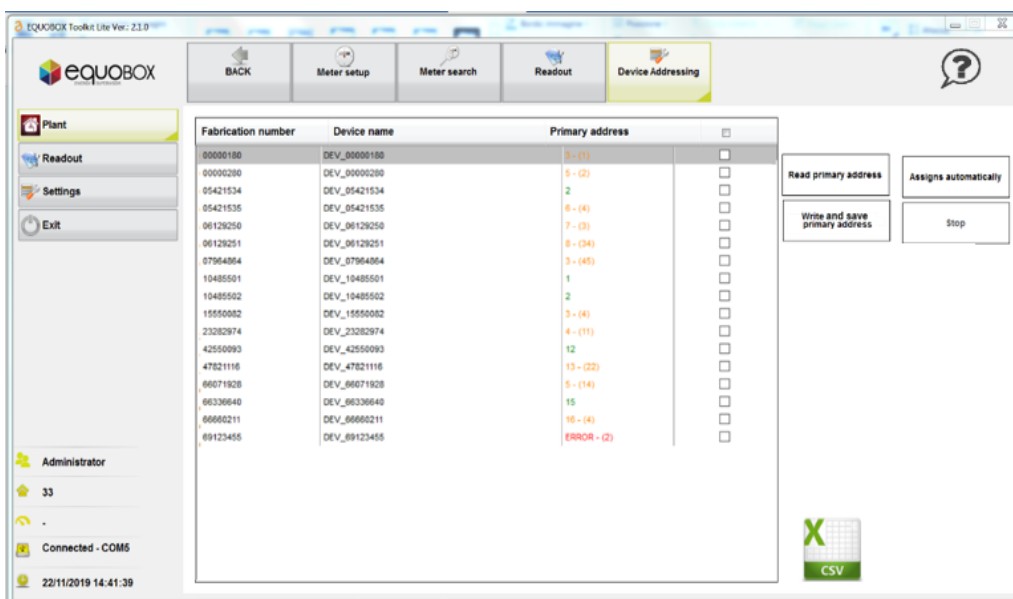 EQUOBOX Toolkit Lite Ver.: 2.1.0
eQUOBOX
BACK
Meter setup
Meter search
Readout
Device Addressing
Plant
Readout
Settings
Exit
Fabrication number Device name Primary address
00000180 DEV_00000180 3 - (1)
00000280 DEV_00000280 5 - (2)
05421534 DEV_05421534 2
05421535 DEV_05421535 6 - (4)
06129250 DEV_06129250 7 - (3)
06129251 DEV_06129251 8 - (34)
07964864 DEV_07964864 3 - (45)
10485501 DEV_10485501 1
10485502 DEV_10485502 2
15550082 DEV_15550082 3 - (4)
23282974 DEV_23282974 4 - (11)
42550093 DEV_42550093 12
47821116 DEV_47821116 13 - (22)
66071928 DEV_66071928 5 - (14)
66336640 DEV_66336640 15
66660211 DEV_66660211 16 - (4)
69123455 DEV_69123455 ERROR - (2)
Read primary address
Assigns automatically
Write and save
primary address
Stop
Administrator
33
-
Connected - COM5
22/11/2019 14:41:39
X
CSV